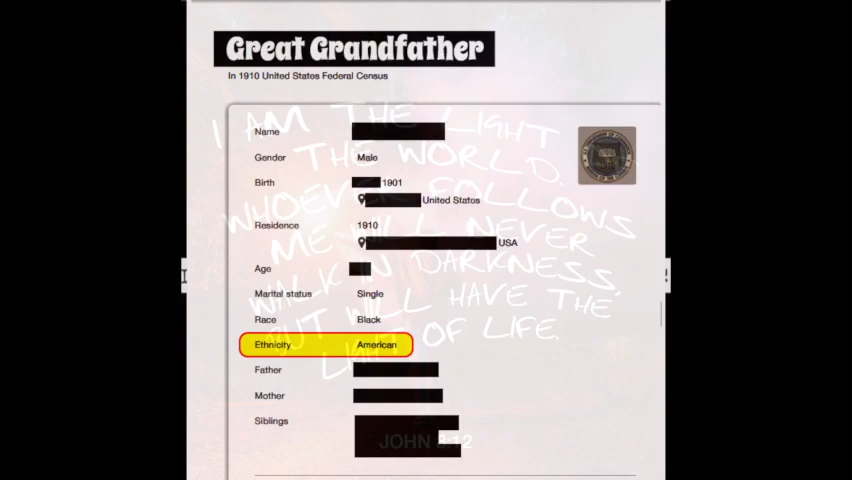 Great Grandfather
In 1910 United States Federal Census
Name
Gender Male
Birth 1901
United States
Residence 1910
USA
Age
Marital status Single
Race Black
Ethnicity American
Father
Mother
Siblings
I AM THE LIGHT
THE WORLD.
WHOEVER FOLLOWS
ME WILL NEVER
WALK IN DARKNESS,
BUT WILL HAVE THE
LIGHT OF LIFE.
JOHN 8:12